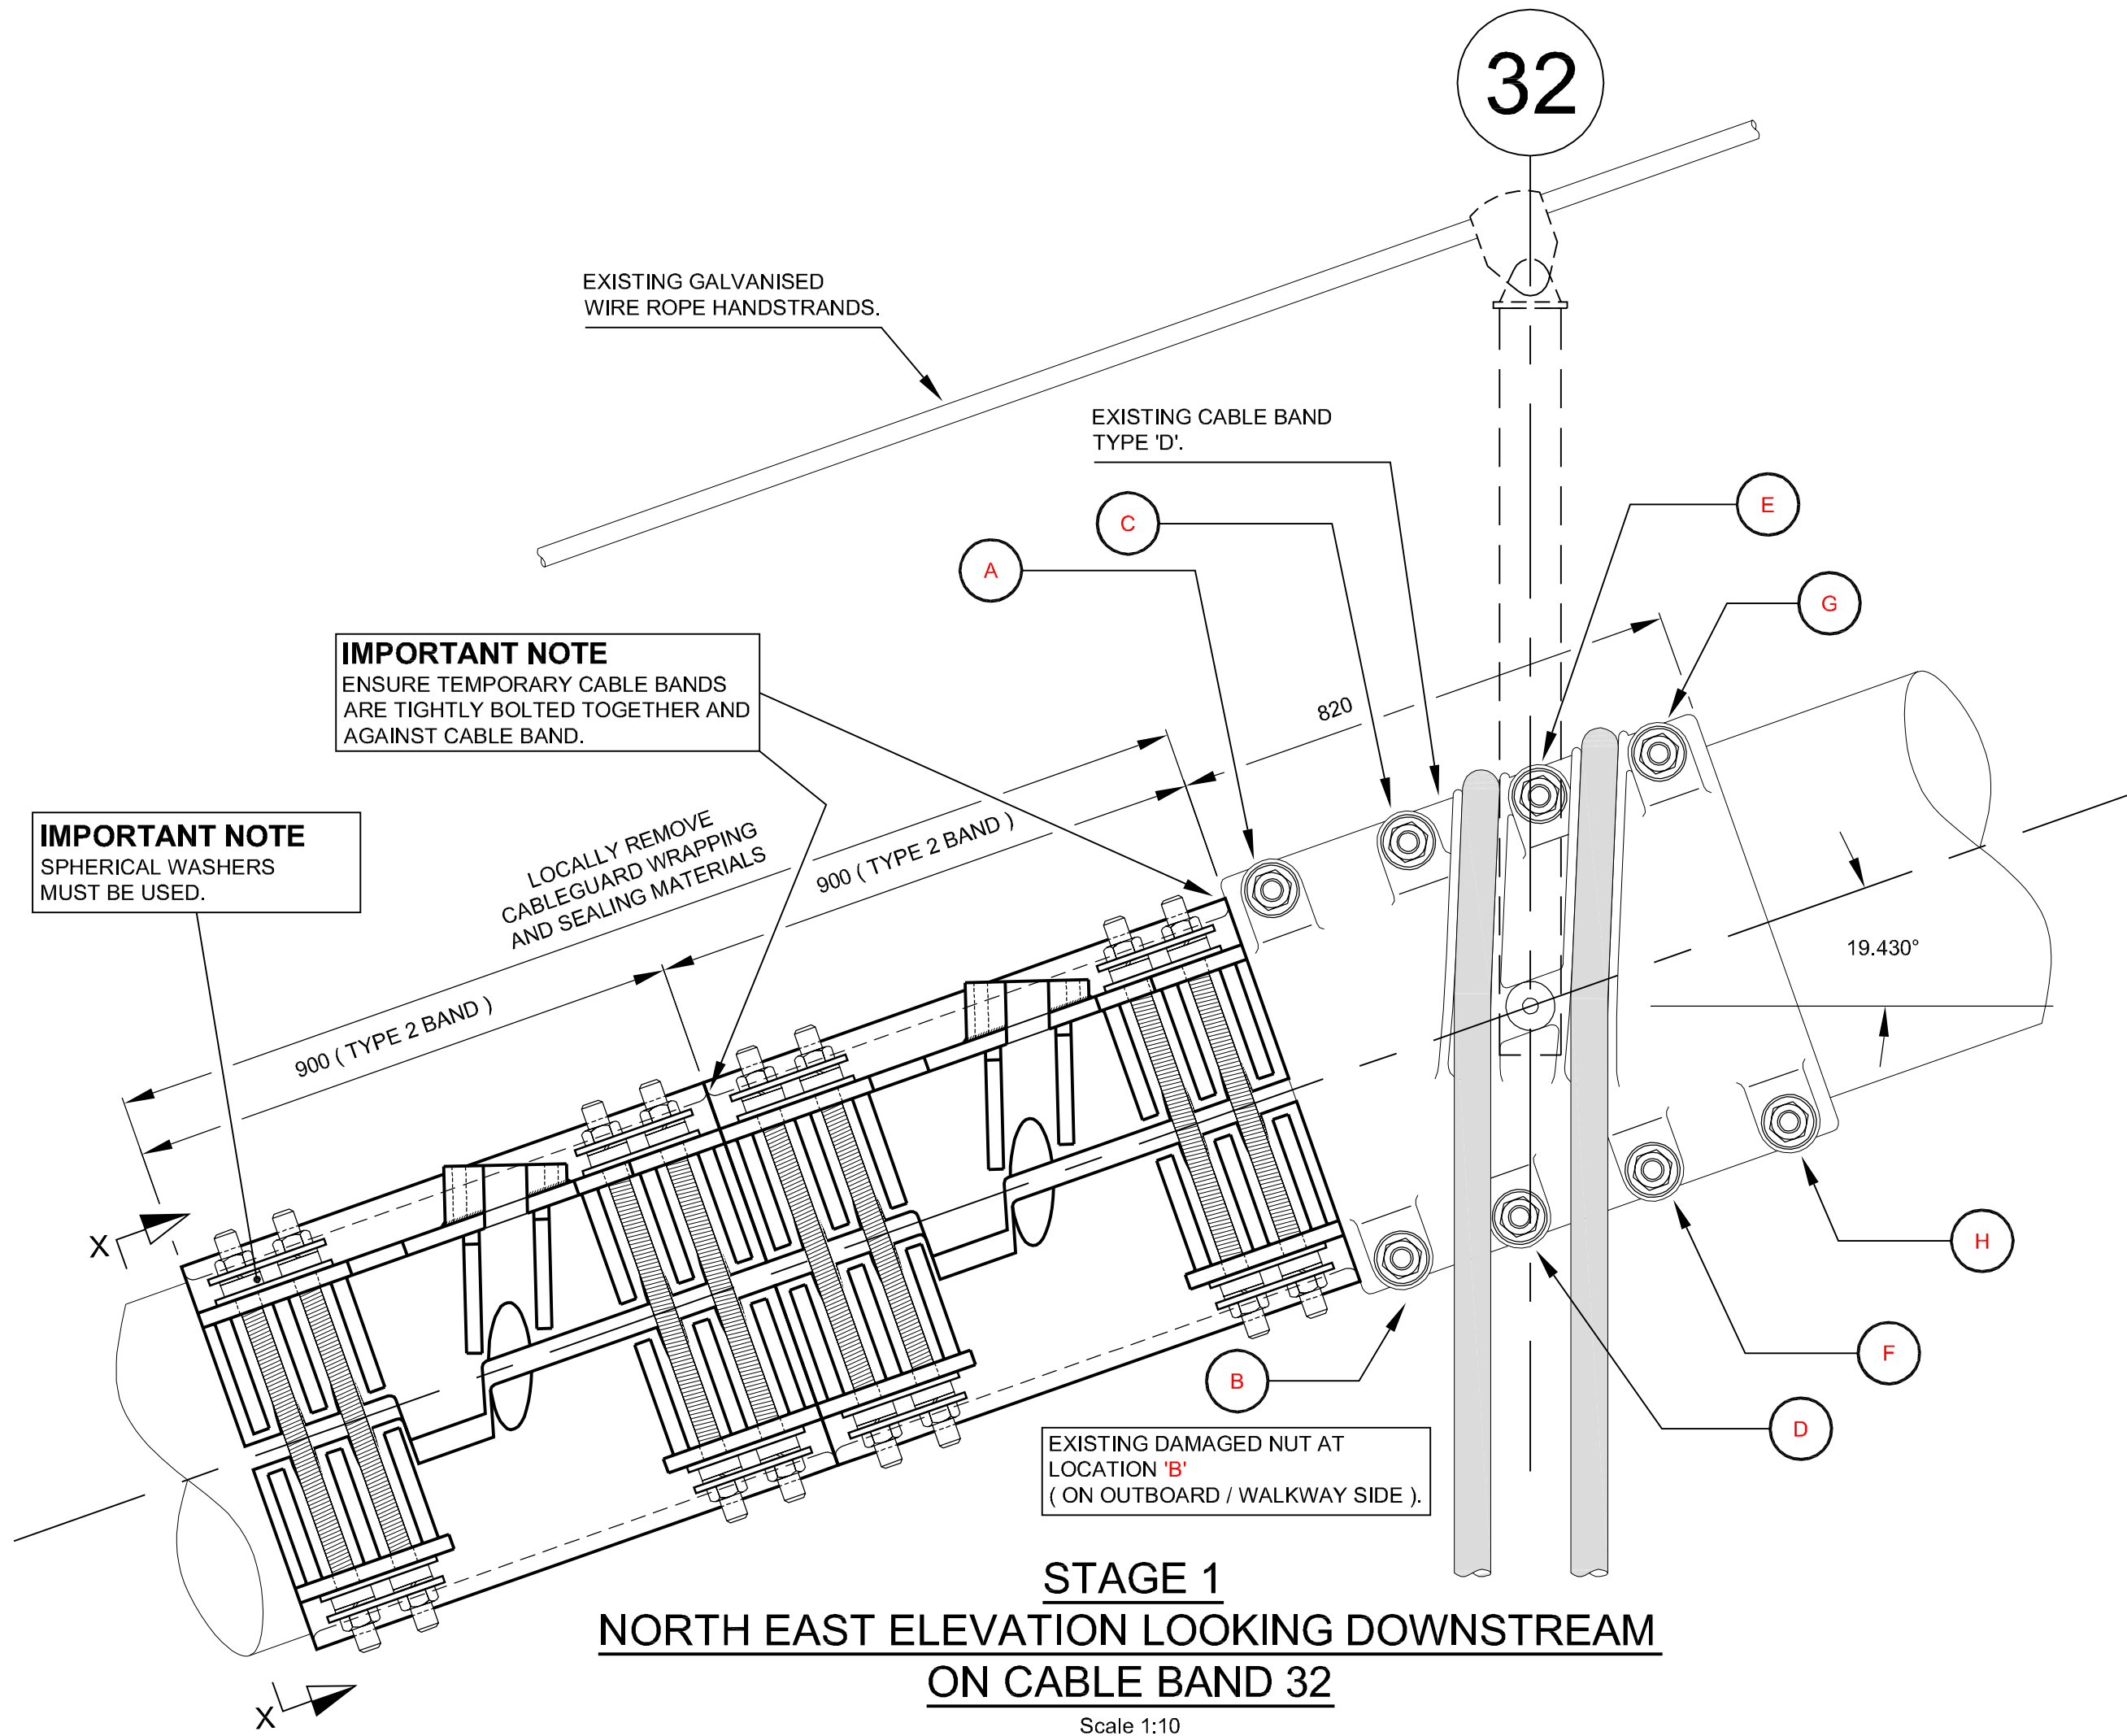 32
EXISTING GALVANISED
WIRE ROPE HANDSTRANDS.
EXISTING CABLE BAND
TYPE 'D'.
C
E
A
G
IMPORTANT NOTE
ENSURE TEMPORARY CABLE BANDS
ARE TIGHTLY BOLTED TOGETHER AND
AGAINST CABLE BAND.
820
IMPORTANT NOTE
SPHERICAL WASHERS
MUST BE USED.
LOCALLY REMOVE
CABLEGUARD WRAPPING
AND SEALING MATERIALS
900 ( TYPE 2 BAND )
19.430°
900 ( TYPE 2 BAND )
X
H
F
B
D
EXISTING DAMAGED NUT AT
LOCATION 'B'
( ON OUTBOARD / WALKWAY SIDE ).
X
STAGE 1
NORTH EAST ELEVATION LOOKING DOWNSTREAM
ON CABLE BAND 32
Scale 1:10